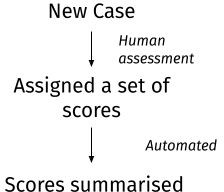 New Case
Human
assessment
Assigned a set of
scores
Automated
Scores summarised